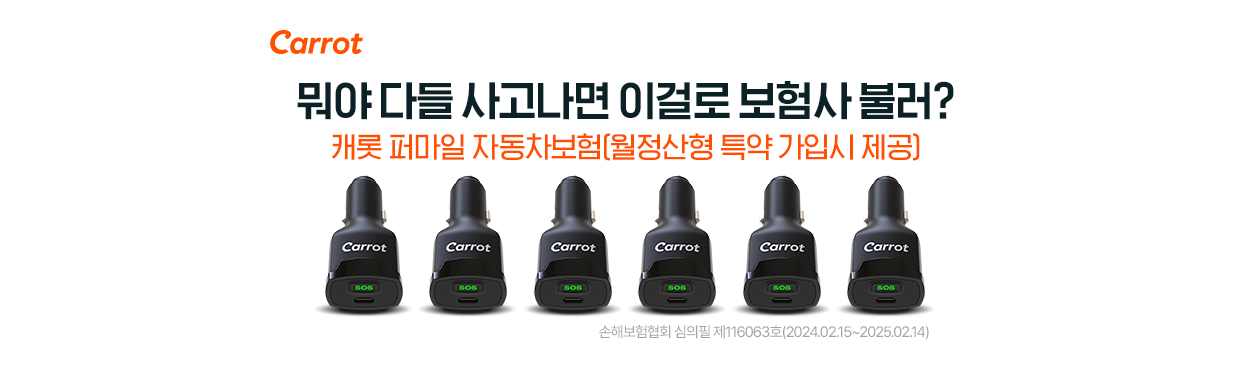 Carrot
뭐야 다들 사고나면 이걸로 보험사 불러?
캐롯 퍼마일 자동차보험(월정산형 특약 가입시 제공)
Carrot Carrot Carrot Carrot Carrot Carrot
SOS SOS SOS SOS SOS SOS
손해보험협회 심의필 제116063호(2024.02.15~2025.02.14)